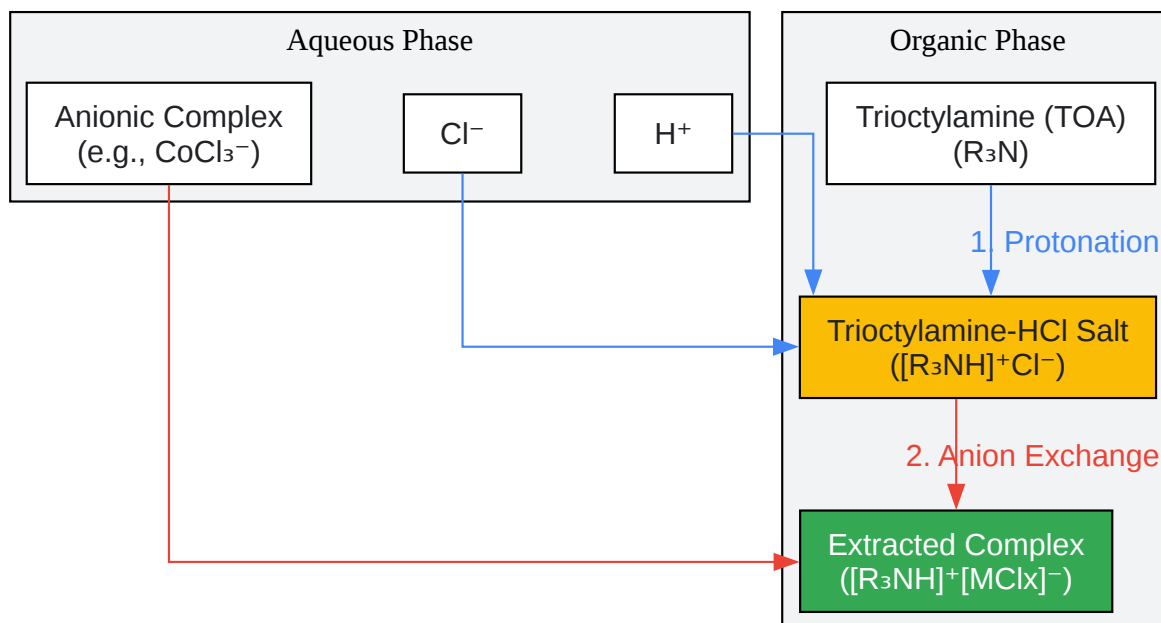 Aqueous Phase
Organic Phase
Anionic Complex
(e.g., CoCl₃⁻)
Cl⁻
H⁺
Trioctylamine (TOA)
(R₃N)
1. Protonation
Trioctylamine-HCl Salt
([R₃NH]⁺Cl⁻)
2. Anion Exchange
Extracted Complex
([R₃NH]⁺[MClx]⁻)